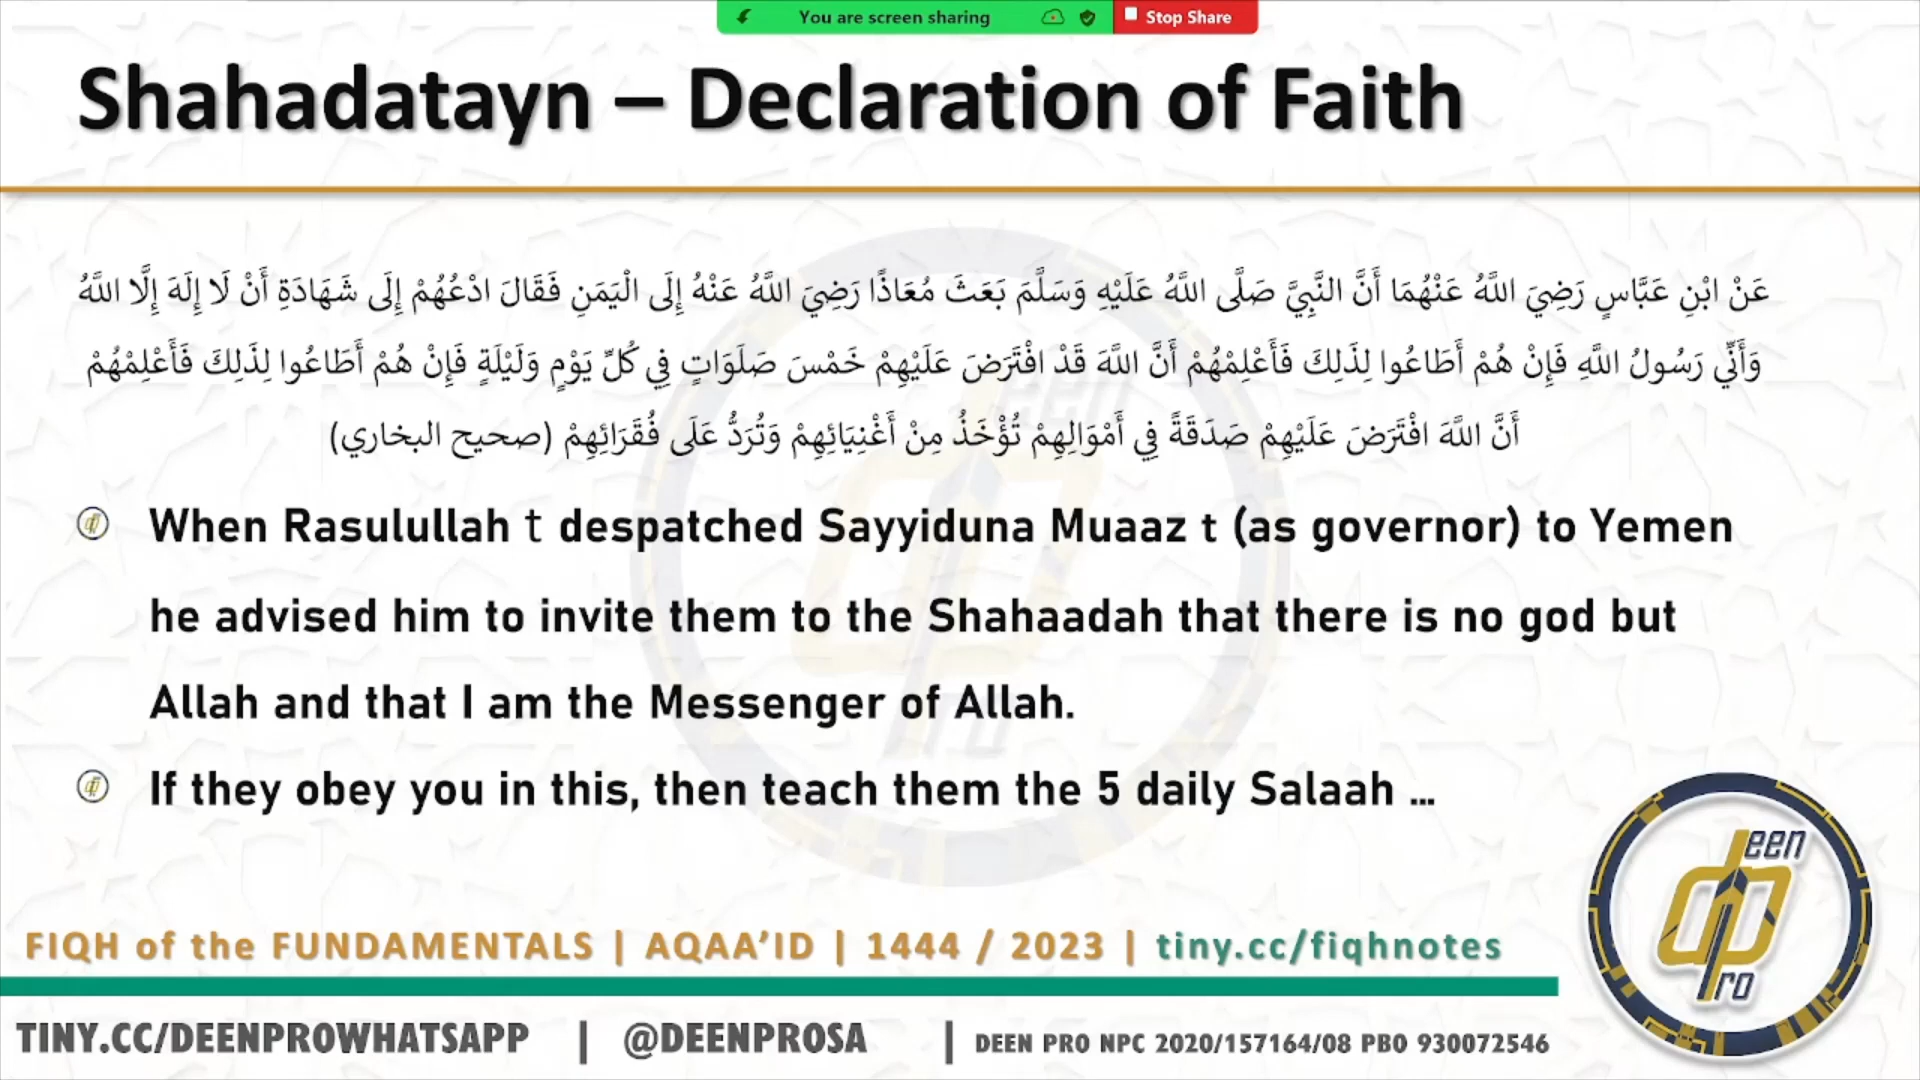 You are screen sharing
Stop Share
Shahadatayn – Declaration of Faith
عَنْ ابْنِ عَبَّاسٍ رَضِيَ اللَّهُ عَنْهُمَا أَنَّ النَّبِيَّ صَلَّى اللَّهُ عَلَيْهِ وَسَلَّمَ بَعَثَ مُعَاذًا رَضِيَ اللَّهُ عَنْهُ إِلَى الْيَمَنِ فَقَالَ ادْعُهُمْ إِلَى شَهَادَةِ أَنْ لَا إِلَهَ إِلَّا اللَّهُ
وَأَنِّي رَسُولُ اللَّهِ فَإِنْ هُمْ أَطَاعُوا لِذَلِكَ فَأَعْلِمْهُمْ أَنَّ اللَّهَ قَدْ افْتَرَضَ عَلَيْهِمْ خَمْسَ صَلَوَاتٍ فِي كُلِّ يَوْمٍ وَلَيْلَةٍ فَإِنْ هُمْ أَطَاعُوا لِذَلِكَ فَأَعْلِمْهُمْ
أَنَّ اللَّهَ افْتَرَضَ عَلَيْهِمْ صَدَقَةً فِي أَمْوَالِهِمْ تُؤْخَذُ مِنْ أَغْنِيَائِهِمْ وَتُرَدُّ عَلَى فُقَرَائِهِمْ (صحيح البخاري)
When Rasulullah t despatched Sayyiduna Muaaz t (as governor) to Yemen
he advised him to invite them to the Shahaadah that there is no god but
Allah and that I am the Messenger of Allah.
If they obey you in this, then teach them the 5 daily Salaah ...
FIQH of the FUNDAMENTALS | AQAA’ID | 1444 / 2023 | tiny.cc/fiqhnotes
TINY.CC/DEENPROWHATSAPP | @DEENPROSA | DEEN PRO NPC 2020/157164/08 PBO 930072546
deen
pro